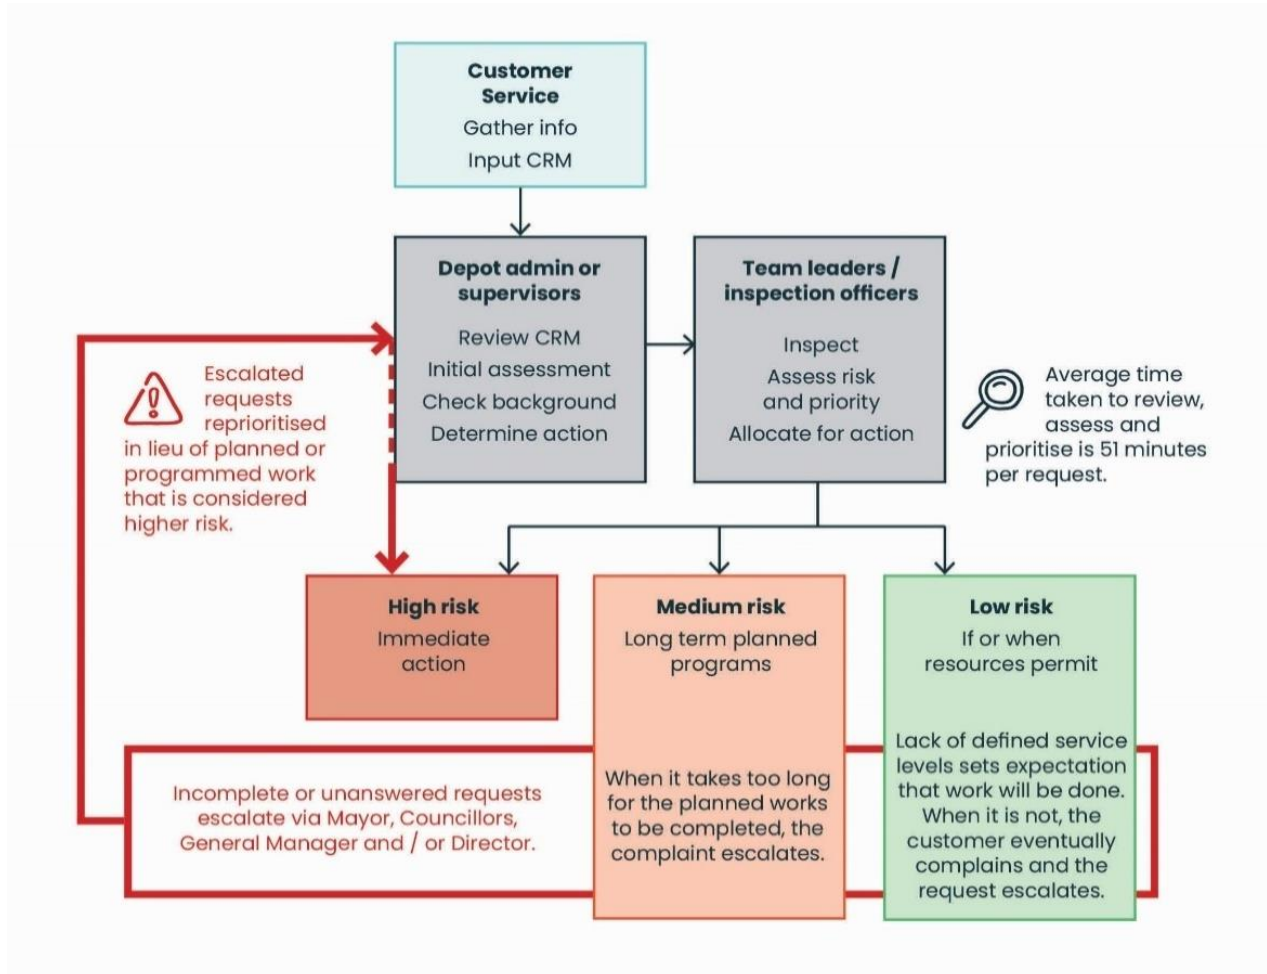 Customer
Service
Gather info
Input CRM
Depot admin or
supervisors
Review CRM
Initial assessment
Check background
Determine action
Team leaders /
inspection officers
Inspect
Assess risk
and priority
Allocate for action
Escalated
requests
reprioritised
in lieu of planned or
programmed work
that is considered
higher risk.
Average time
taken to review,
assess and
prioritise is 51 minutes
per request.
High risk
Immediate
action
Medium risk
Long term planned
programs
When it takes too long
for the planned works
to be completed, the
complaint escalates.
Low risk
If or when
resources permit
Lack of defined service
levels sets expectation
that work will be done.
When it is not, the
customer eventually
complains and the
request escalates.
Incomplete or unanswered requests
escalate via Mayor, Councillors,
General Manager and / or Director.